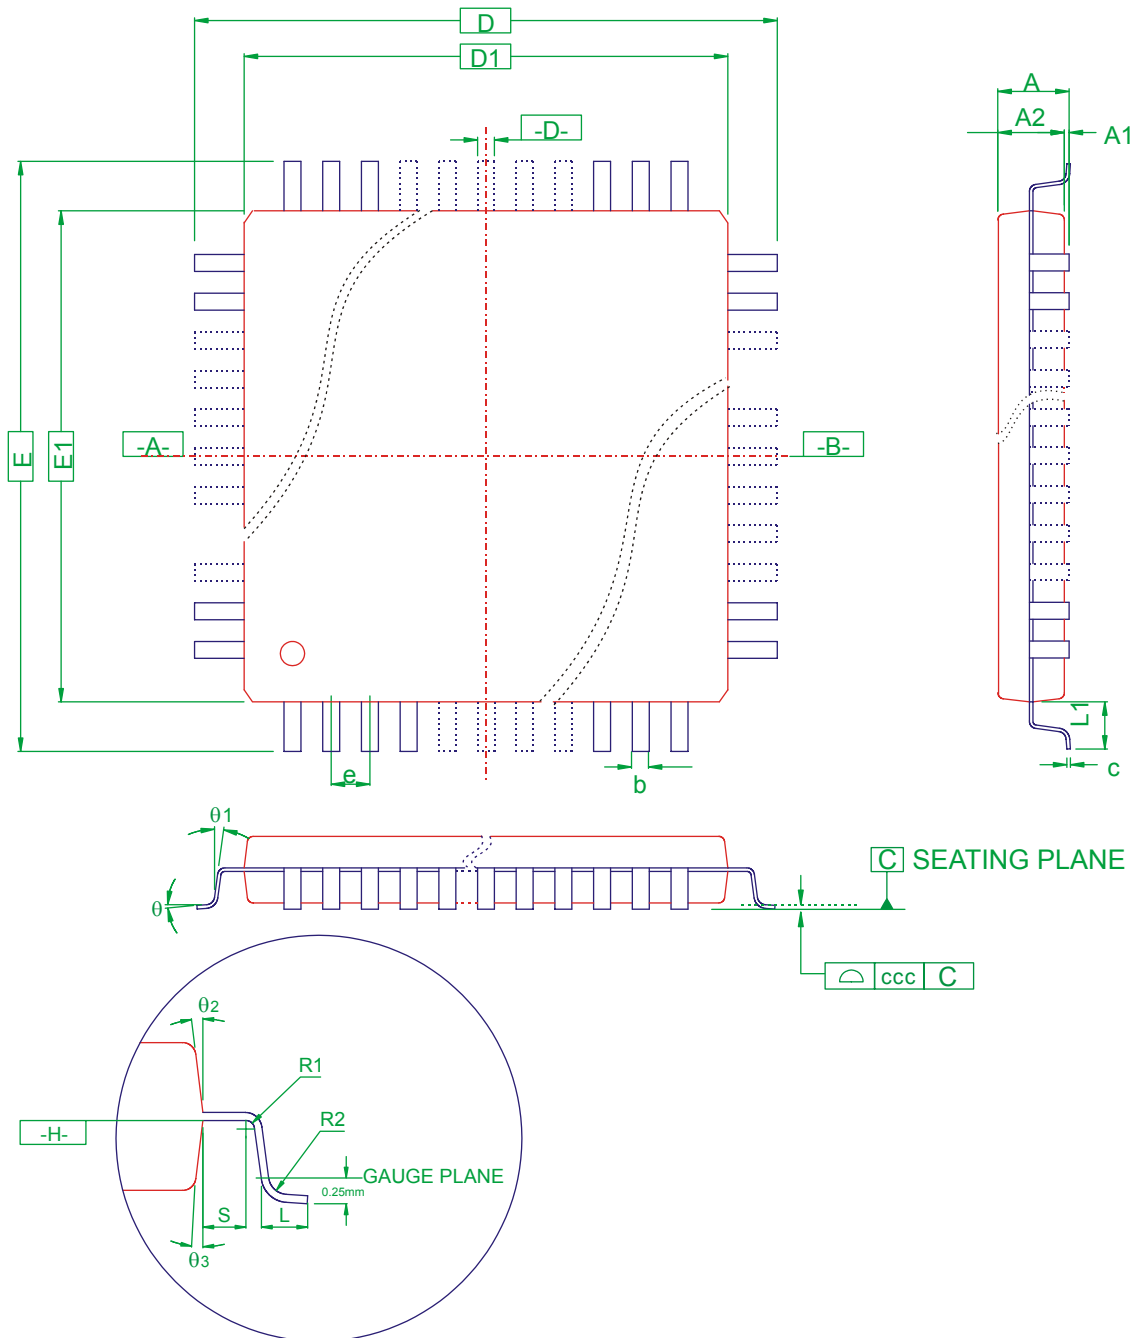 D
D1
A
A2
A1
-D-
E
E1
-A-
-B-
L1
e
b
c
θ1
θ
C SEATING PLANE
ccc C
θ2
R1
R2
-H-
GAUGE PLANE
0.25mm
S
L
θ3